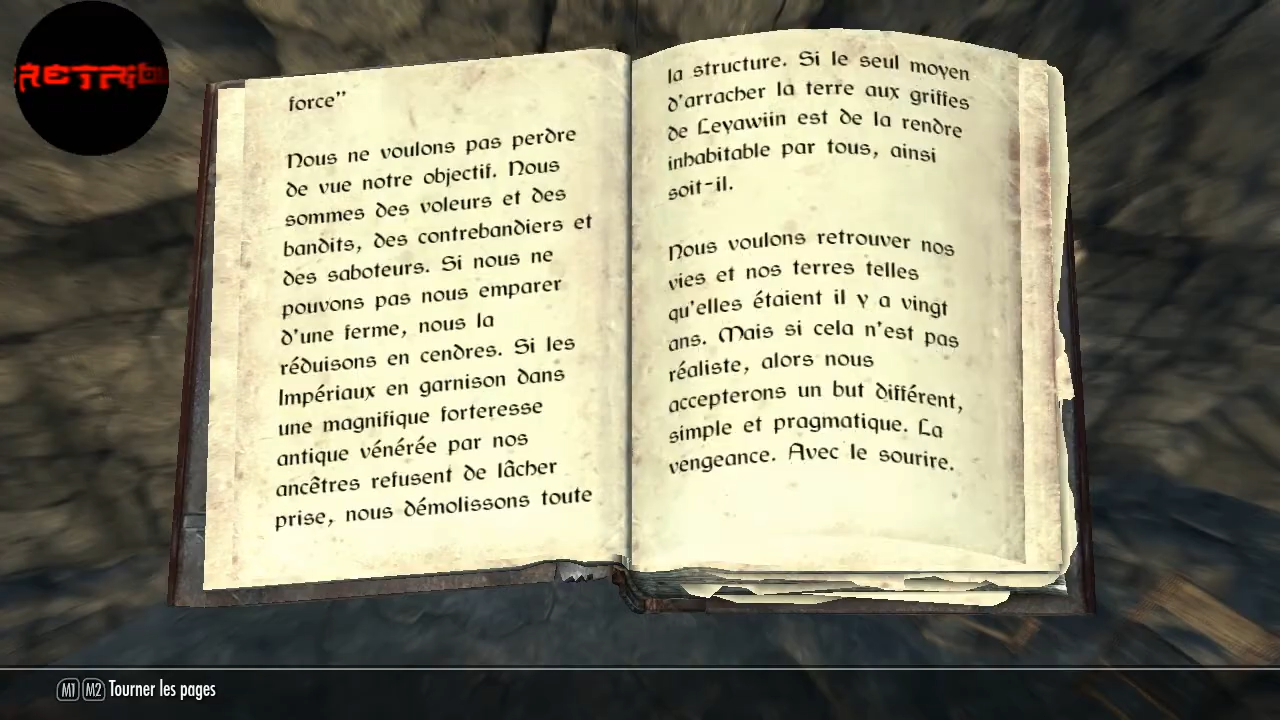 RETRIB
force”
Nous ne voulons pas perdre
de vue notre objectif. Nous
sommes des voleurs et des
bandits, des contrebandiers et
des saboteurs. Si nous ne
pouvons pas nous emparer
d'une ferme, nous la
réduisons en cendres. Si les
Impériaux en garnison dans
une magnifique forteresse
antique vénérée par nos
ancêtres refusent de lâcher
prise, nous démolissons toute
la structure. Si le seul moyen
d'arracher la terre aux griffes
de Leyawiin est de la rendre
inhabitable par tous, ainsi
soit-il.
Nous voulons retrouver nos
vies et nos terres telles
qu'elles étaient il y a vingt
ans. Mais si cela n'est pas
réaliste, alors nous
accepterons un but différent,
simple et pragmatique. La
vengeance. Avec le sourire.
M1 M2 Tourner les pages